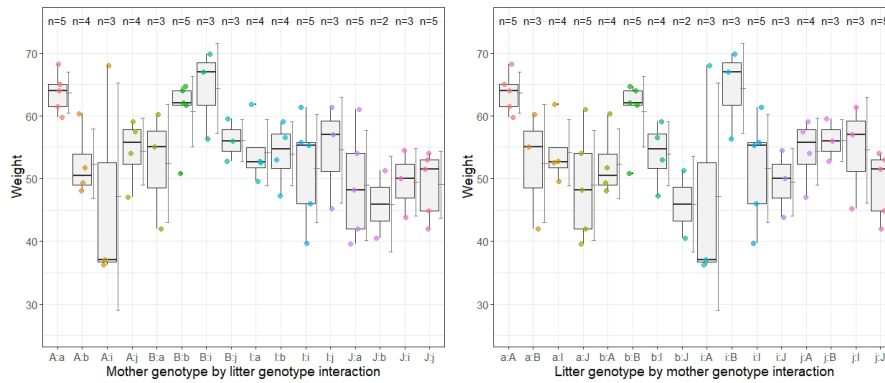 n=5 n=4 n=3 n=4 n=3 n=5 n=3 n=3 n=4 n=4 n=5 n=3 n=5 n=2 n=3 n=5
70
60
50
40
30
Weight
A:a A:b A:i A:j B:a B:b B:i B:j I:a I:b I:i I:j J:a J:b J:i J:j
Mother genotype by litter genotype interaction
n=5 n=3 n=4 n=5 n=4 n=5 n=4 n=2 n=3 n=3 n=5 n=3 n=4 n=3 n=3 n=5
70
60
50
40
30
Weight
a:A a:B a:I a:J b:A b:B b:I b:J i:A i:B i:I i:J j:A j:B j:I j:J
Litter genotype by mother genotype interaction